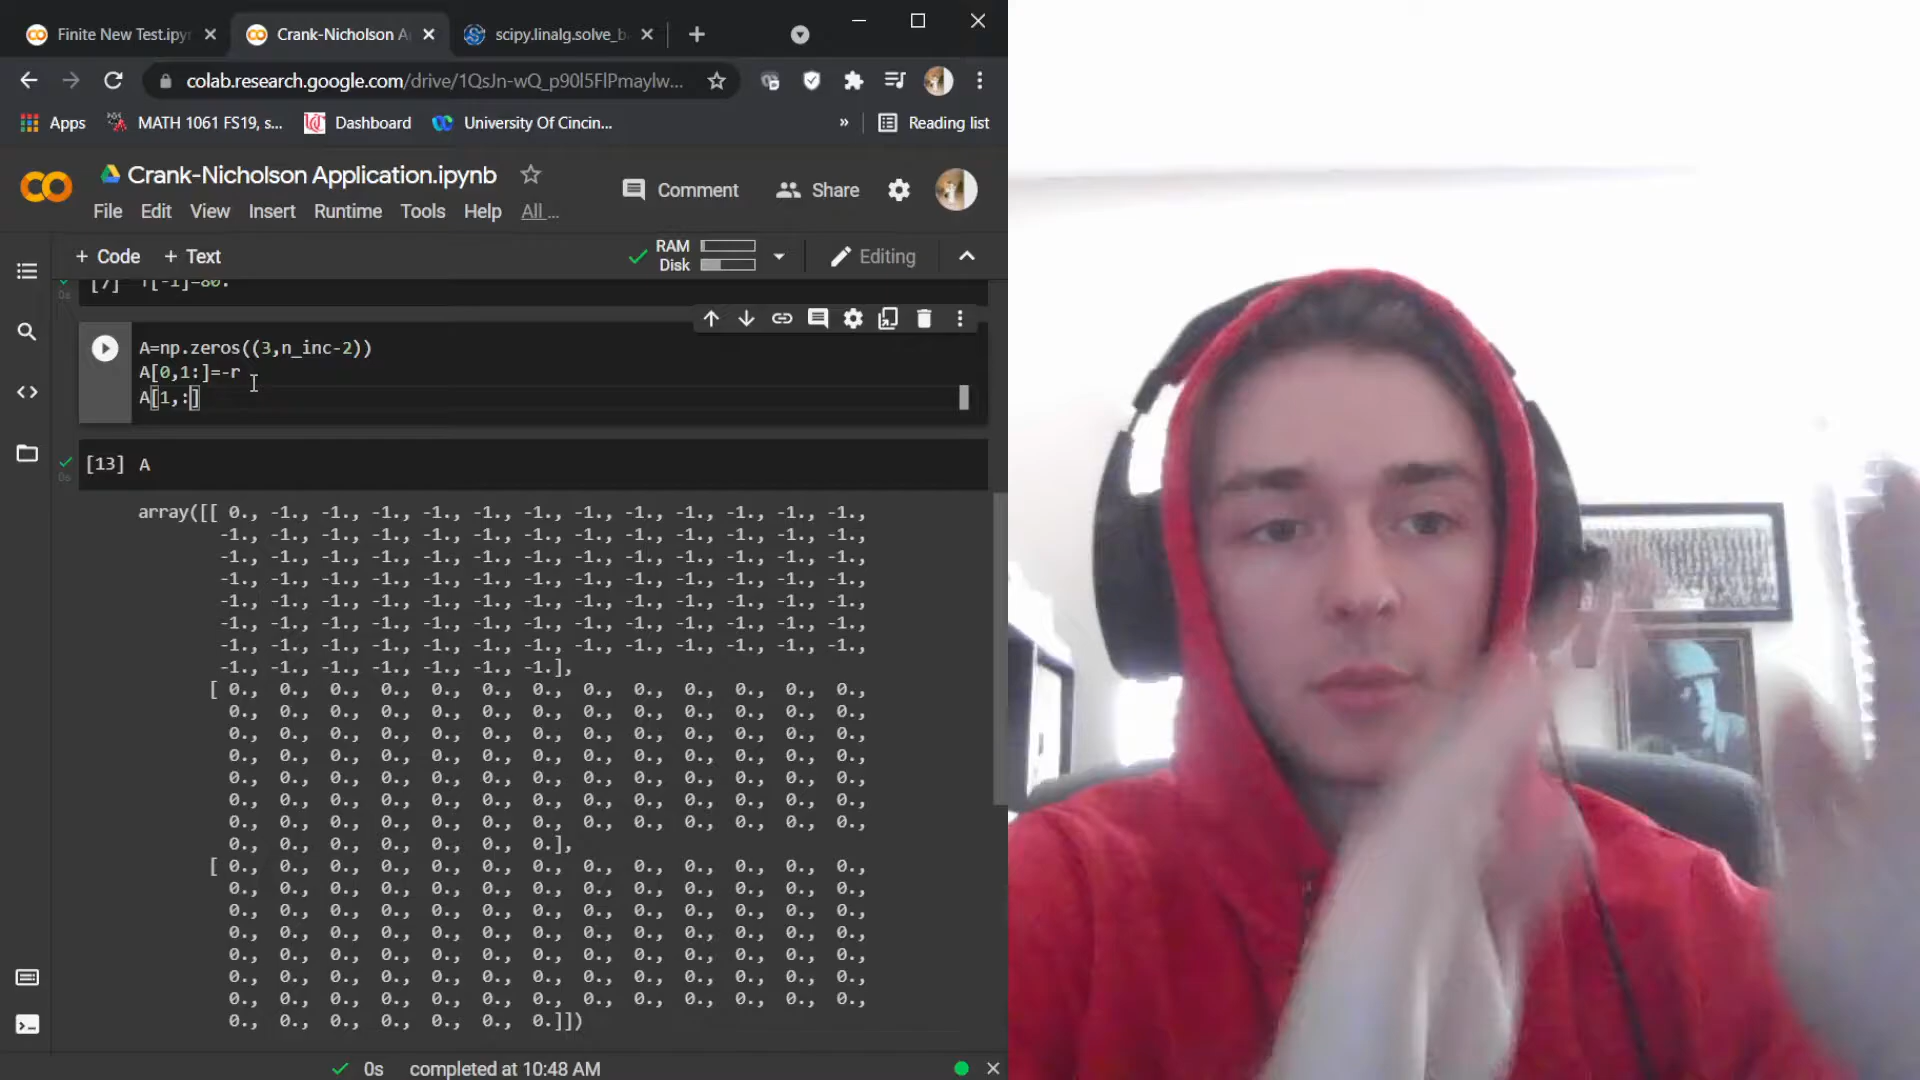 Finite New Test.ipyn
Crank-Nicholson A
scipy.linalg.solve_b
colab.research.google.com/drive/1QsJn-wQ_p90l5FlPmaylw...
Apps
MATH 1061 FS19, s...
Dashboard
University Of Cincin...
»
Reading list
Crank-Nicholson Application.ipynb
Comment
Share
File Edit View Insert Runtime Tools Help All ...
+ Code + Text
RAM
Disk
Editing
[7] T[-1]=80.
0s
A=np.zeros((3,n_inc-2))
A[0,1:]=-r
A[1,:]
[13] A
0s
array([[ 0., -1., -1., -1., -1., -1., -1., -1., -1., -1., -1., -1., -1.,
-1., -1., -1., -1., -1., -1., -1., -1., -1., -1., -1., -1., -1.,
-1., -1., -1., -1., -1., -1., -1., -1., -1., -1., -1., -1., -1.,
-1., -1., -1., -1., -1., -1., -1., -1., -1., -1., -1., -1., -1.,
-1., -1., -1., -1., -1., -1., -1., -1., -1., -1., -1., -1., -1.,
-1., -1., -1., -1., -1., -1., -1., -1., -1., -1., -1., -1., -1.,
-1., -1., -1., -1., -1., -1., -1., -1., -1., -1., -1., -1., -1.,
-1., -1., -1., -1., -1., -1., -1.],
[ 0., 0., 0., 0., 0., 0., 0., 0., 0., 0., 0., 0., 0.,
0., 0., 0., 0., 0., 0., 0., 0., 0., 0., 0., 0., 0.,
0., 0., 0., 0., 0., 0., 0., 0., 0., 0., 0., 0., 0.,
0., 0., 0., 0., 0., 0., 0., 0., 0., 0., 0., 0., 0.,
0., 0., 0., 0., 0., 0., 0., 0., 0., 0., 0., 0., 0.,
0., 0., 0., 0., 0., 0., 0., 0., 0., 0., 0., 0., 0.,
0., 0., 0., 0., 0., 0., 0., 0., 0., 0., 0., 0., 0.,
0., 0., 0., 0., 0., 0., 0.],
[ 0., 0., 0., 0., 0., 0., 0., 0., 0., 0., 0., 0., 0.,
0., 0., 0., 0., 0., 0., 0., 0., 0., 0., 0., 0., 0.,
0., 0., 0., 0., 0., 0., 0., 0., 0., 0., 0., 0., 0.,
0., 0., 0., 0., 0., 0., 0., 0., 0., 0., 0., 0., 0.,
0., 0., 0., 0., 0., 0., 0., 0., 0., 0., 0., 0., 0.,
0., 0., 0., 0., 0., 0., 0., 0., 0., 0., 0., 0., 0.,
0., 0., 0., 0., 0., 0., 0., 0., 0., 0., 0., 0., 0.,
0., 0., 0., 0., 0., 0., 0.]])
0s completed at 10:48 AM